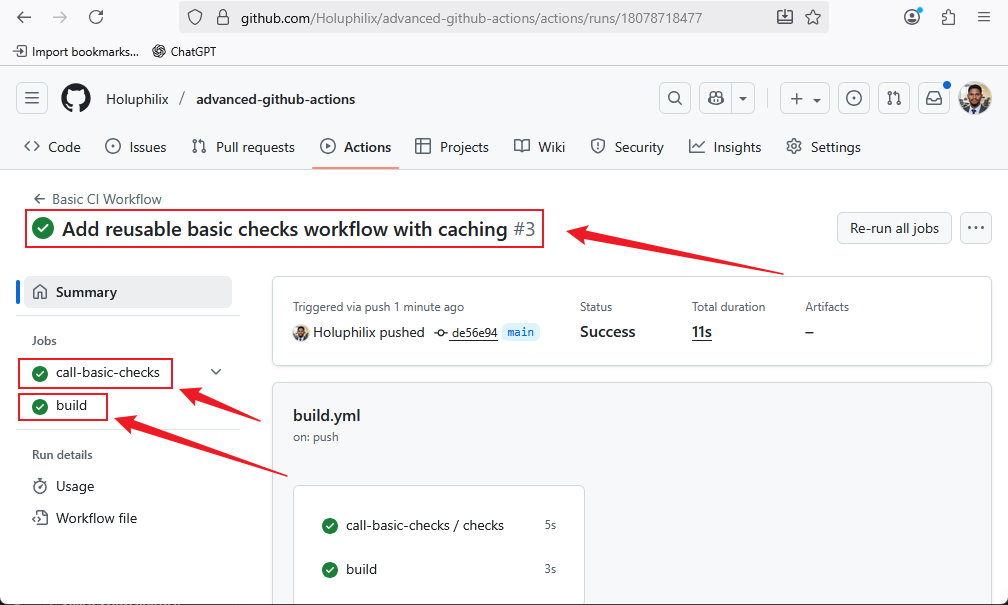 github.com/Holuphilix/advanced-github-actions/actions/runs/18078718477
Import bookmarks... ChatGPT
Holuphilix / advanced-github-actions
Code Issues Pull requests Actions Projects Wiki Security Insights Settings
Basic CI Workflow
Add reusable basic checks workflow with caching #3
Re-run all jobs
Summary
Jobs
call-basic-checks
build
Run details
Usage
Workflow file
Triggered via push 1 minute ago
Holuphilix pushed de56e94 main
Status
Success
Total duration
11s
Artifacts
–
build.yml
on: push
call-basic-checks / checks 5s
build 3s